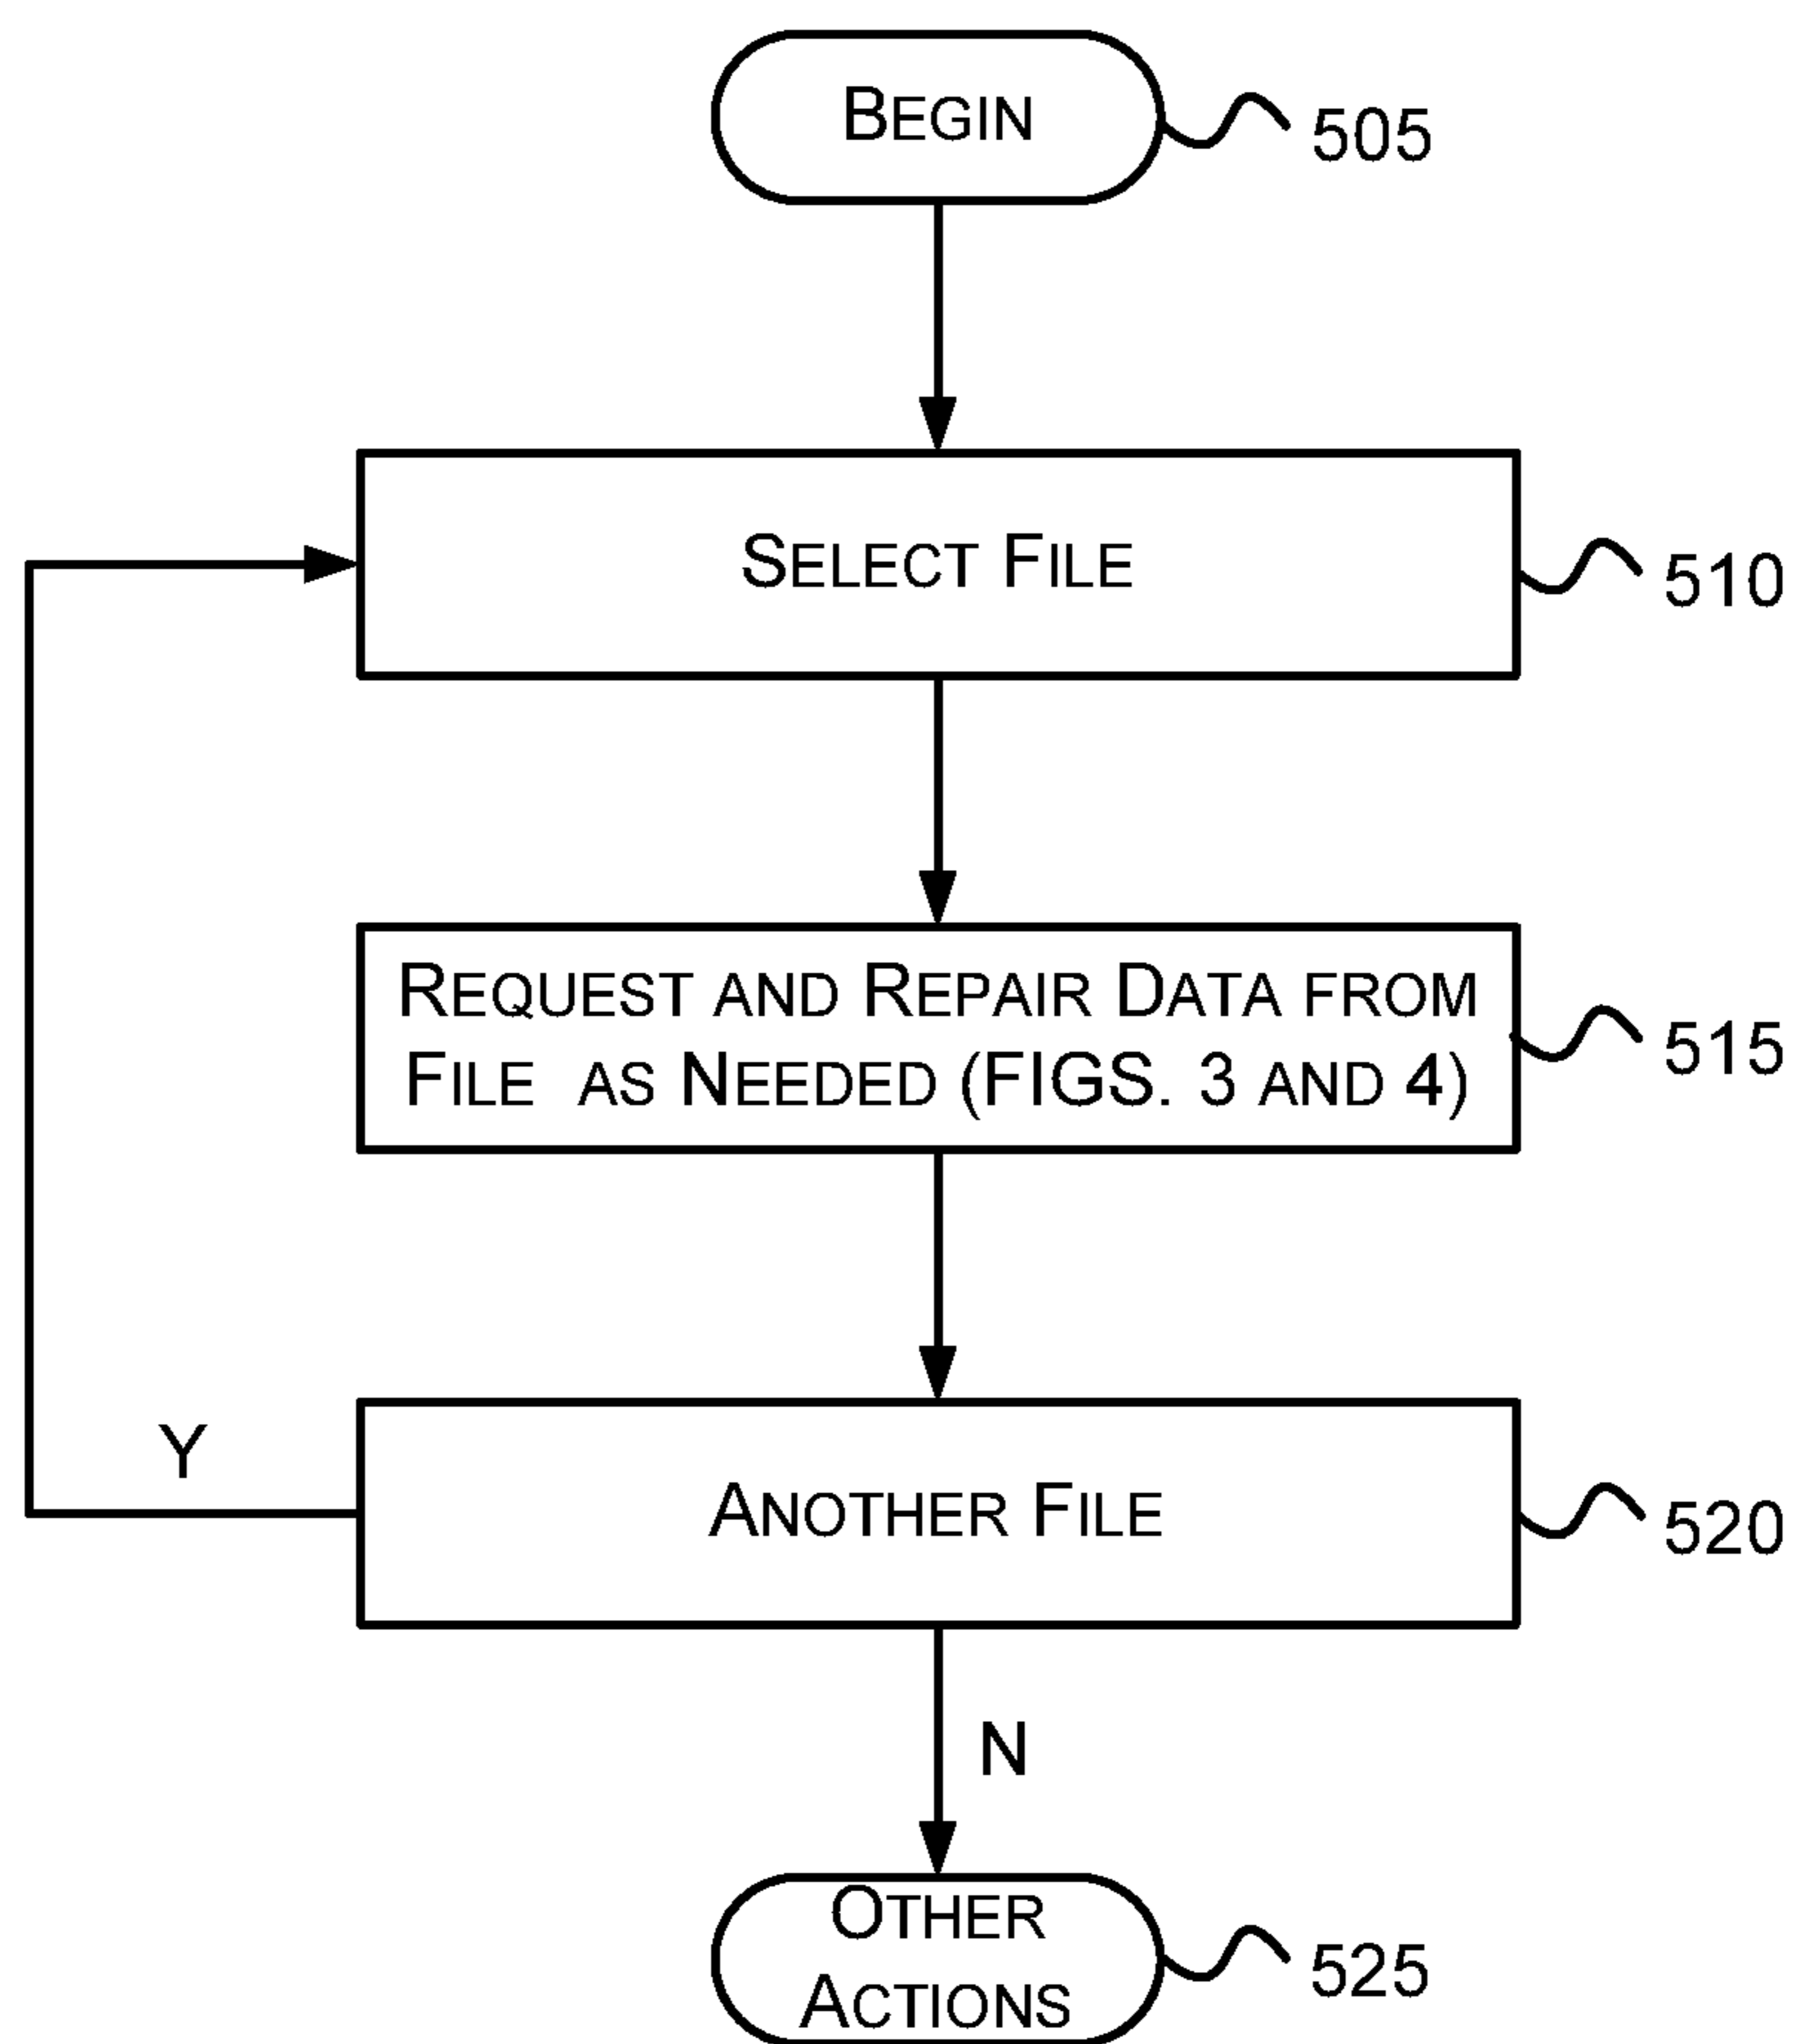 BEGIN
505
SELECT FILE
510
REQUEST AND REPAIR DATA FROM
FILE AS NEEDED (FIGS. 3 AND 4)
515
Y
ANOTHER FILE
520
N
OTHER
ACTIONS
525